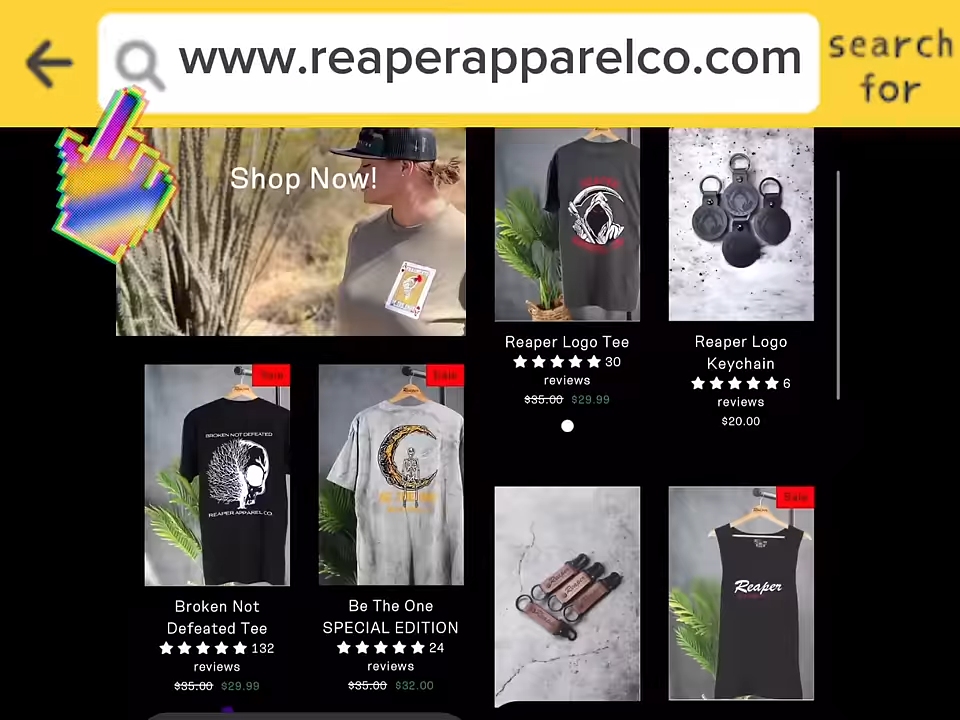 www.reaperapparelco.com
search
for
Shop Now!
Reaper Logo Tee
30
reviews
$35.00 $29.99
Reaper Logo
Keychain
6
reviews
$20.00
Sale
BROKEN NOT DEFEATED
REAPER APPAREL CO.
Broken Not
Defeated Tee
132
reviews
$35.00 $29.99
Sale
Be The One
SPECIAL EDITION
24
reviews
$35.00 $32.00
Reaper
Reaper
Sale
Reaper